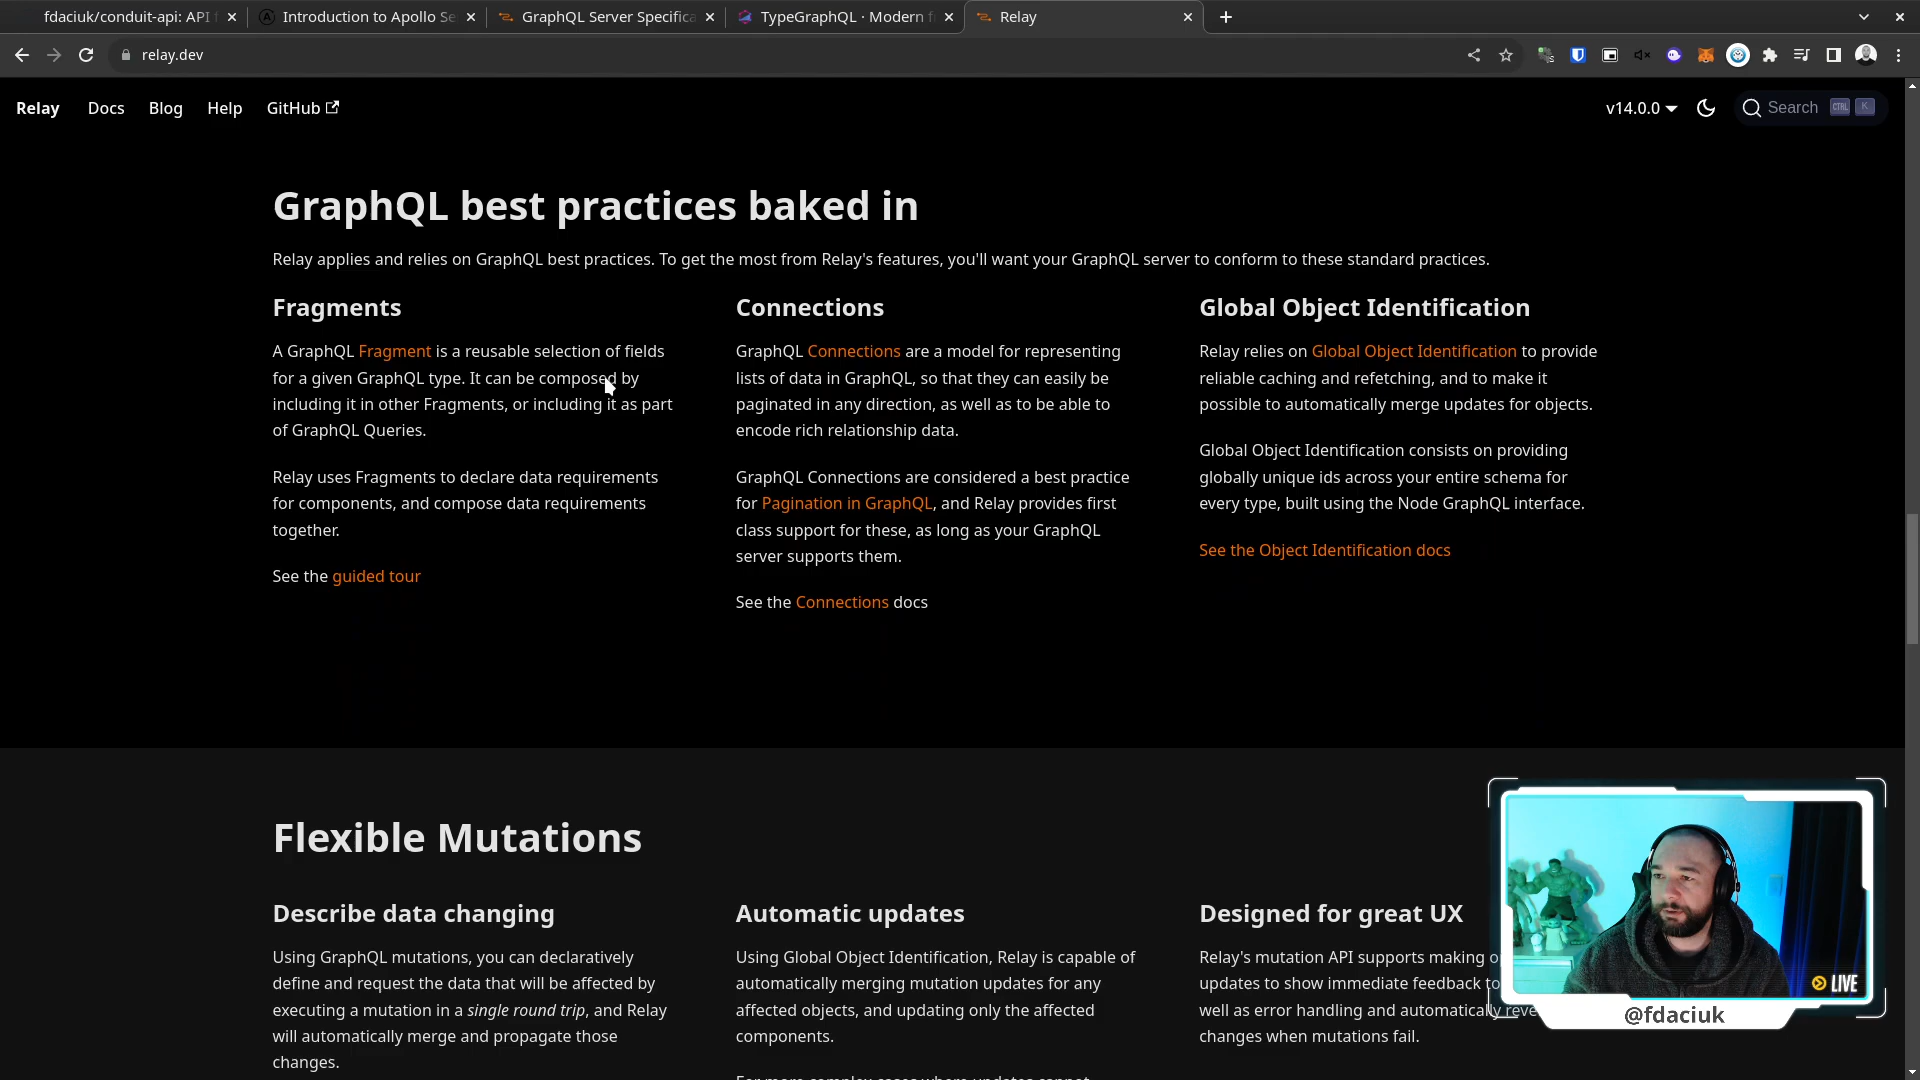 fdaciuk/conduit-api: API f
Introduction to Apollo Se
GraphQL Server Specifica
TypeGraphQL · Modern f
Relay
relay.dev
Relay Docs Blog Help GitHub
v14.0.0
Search CTRL K
GraphQL best practices baked in
Relay applies and relies on GraphQL best practices. To get the most from Relay's features, you'll want your GraphQL server to conform to these standard practices.
Fragments
A GraphQL Fragment is a reusable selection of fields
for a given GraphQL type. It can be composed by
including it in other Fragments, or including it as part
of GraphQL Queries.
Relay uses Fragments to declare data requirements
for components, and compose data requirements
together.
See the guided tour
Connections
GraphQL Connections are a model for representing
lists of data in GraphQL, so that they can easily be
paginated in any direction, as well as to be able to
encode rich relationship data.
GraphQL Connections are considered a best practice
for Pagination in GraphQL, and Relay provides first
class support for these, as long as your GraphQL
server supports them.
See the Connections docs
Global Object Identification
Relay relies on Global Object Identification to provide
reliable caching and refetching, and to make it
possible to automatically merge updates for objects.
Global Object Identification consists on providing
globally unique ids across your entire schema for
every type, built using the Node GraphQL interface.
See the Object Identification docs
Flexible Mutations
Describe data changing
Using GraphQL mutations, you can declaratively
define and request the data that will be affected by
executing a mutation in a single round trip, and Relay
will automatically merge and propagate those
changes.
Automatic updates
Using Global Object Identification, Relay is capable of
automatically merging mutation updates for any
affected objects, and updating only the affected
components.
For more complex cases where updates cannot
Designed for great UX
Relay's mutation API supports making o
updates to show immediate feedback to
well as error handling and automatically reve
changes when mutations fail.
LIVE
@fdaciuk